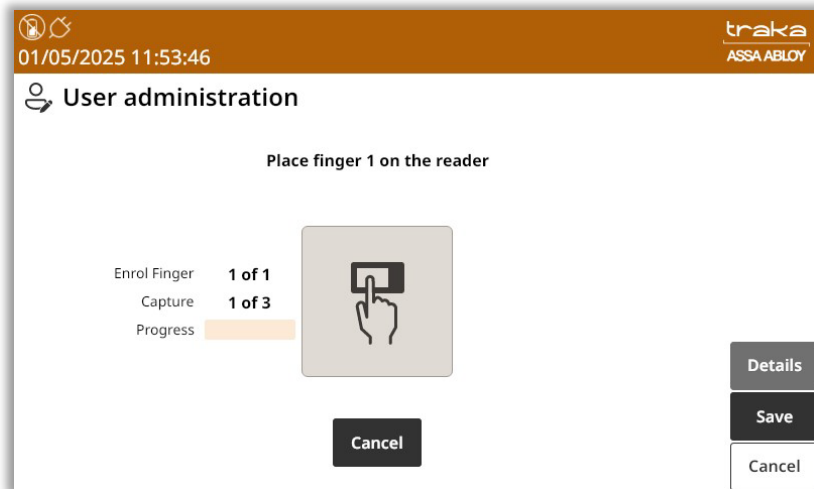 traka
01/05/2025 11:53:46
ASSA ABLOY
User administration
Place finger 1 on the reader
Enrol Finger 1 of 1
Capture 1 of 3
Progress
Details
Save
Cancel
Cancel